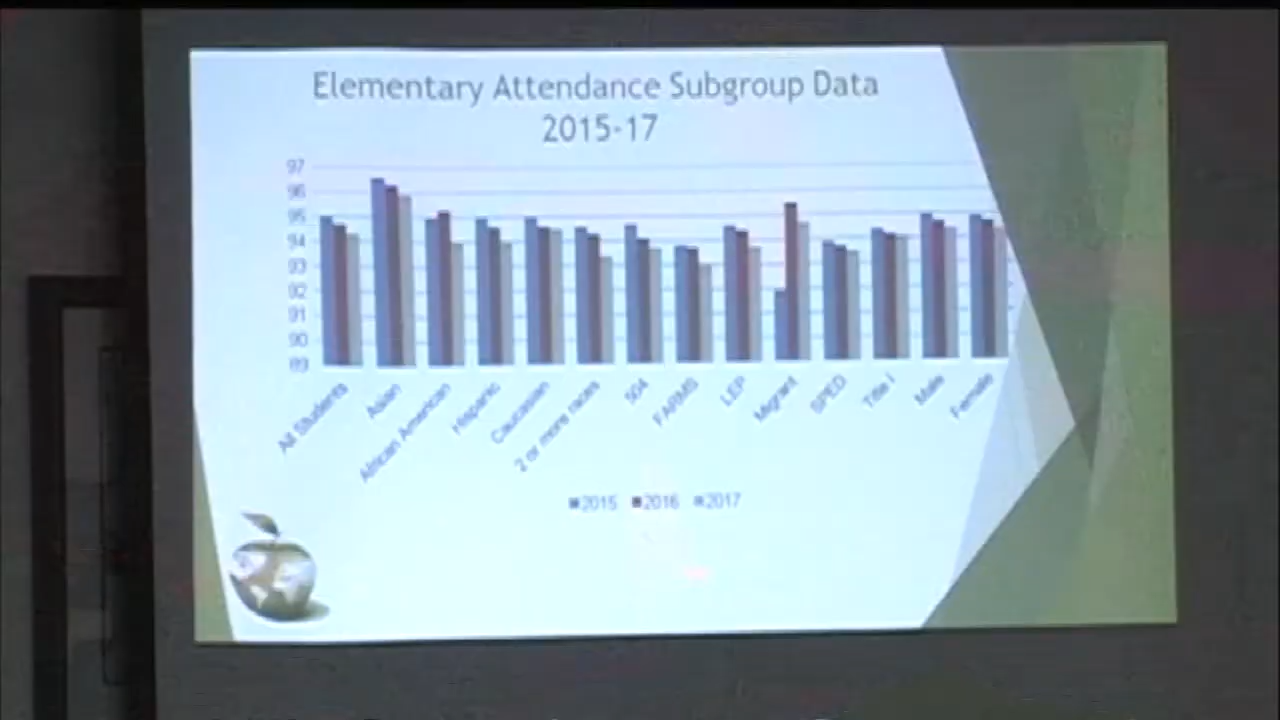 Elementary Attendance Subgroup Data
2015-17
97
96
95
94
93
92
91
90
89
All Students
Asian
African American
Hispanic
Caucasian
2 or more races
504
FARMS
LEP
Migrant
SPED
Title I
Male
Female
2015 2016 2017